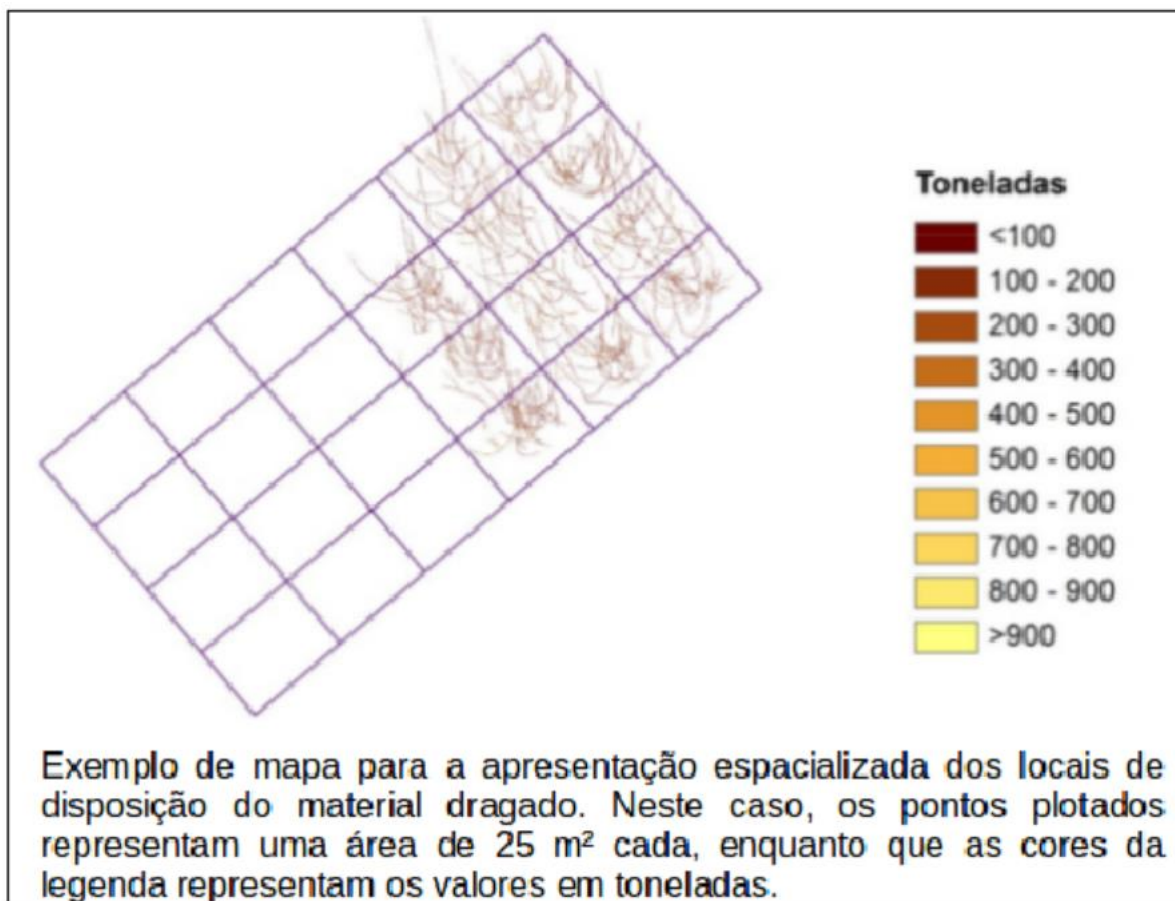 Toneladas
<100
100 - 200
200 - 300
300 - 400
400 - 500
500 - 600
600 - 700
700 - 800
800 - 900
>900
Exemplo de mapa para a apresentação espacializada dos locais de
disposição do material dragado. Neste caso, os pontos plotados
representam uma área de 25 m² cada, enquanto que as cores da
legenda representam os valores em toneladas.